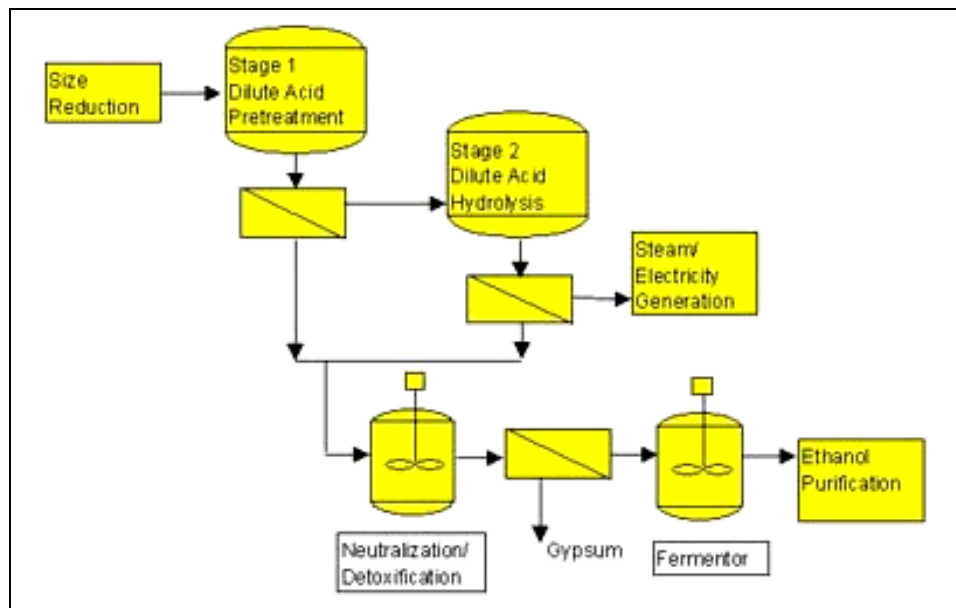 Size
Reduction
Stage 1
Dilute Acid
Pretreatment
Stage 2
Dilute Acid
Hydrolysis
Steam/
Electricity
Generation
Neutralization/
Detoxification
Gypsum
Fermentor
Ethanol
Purification